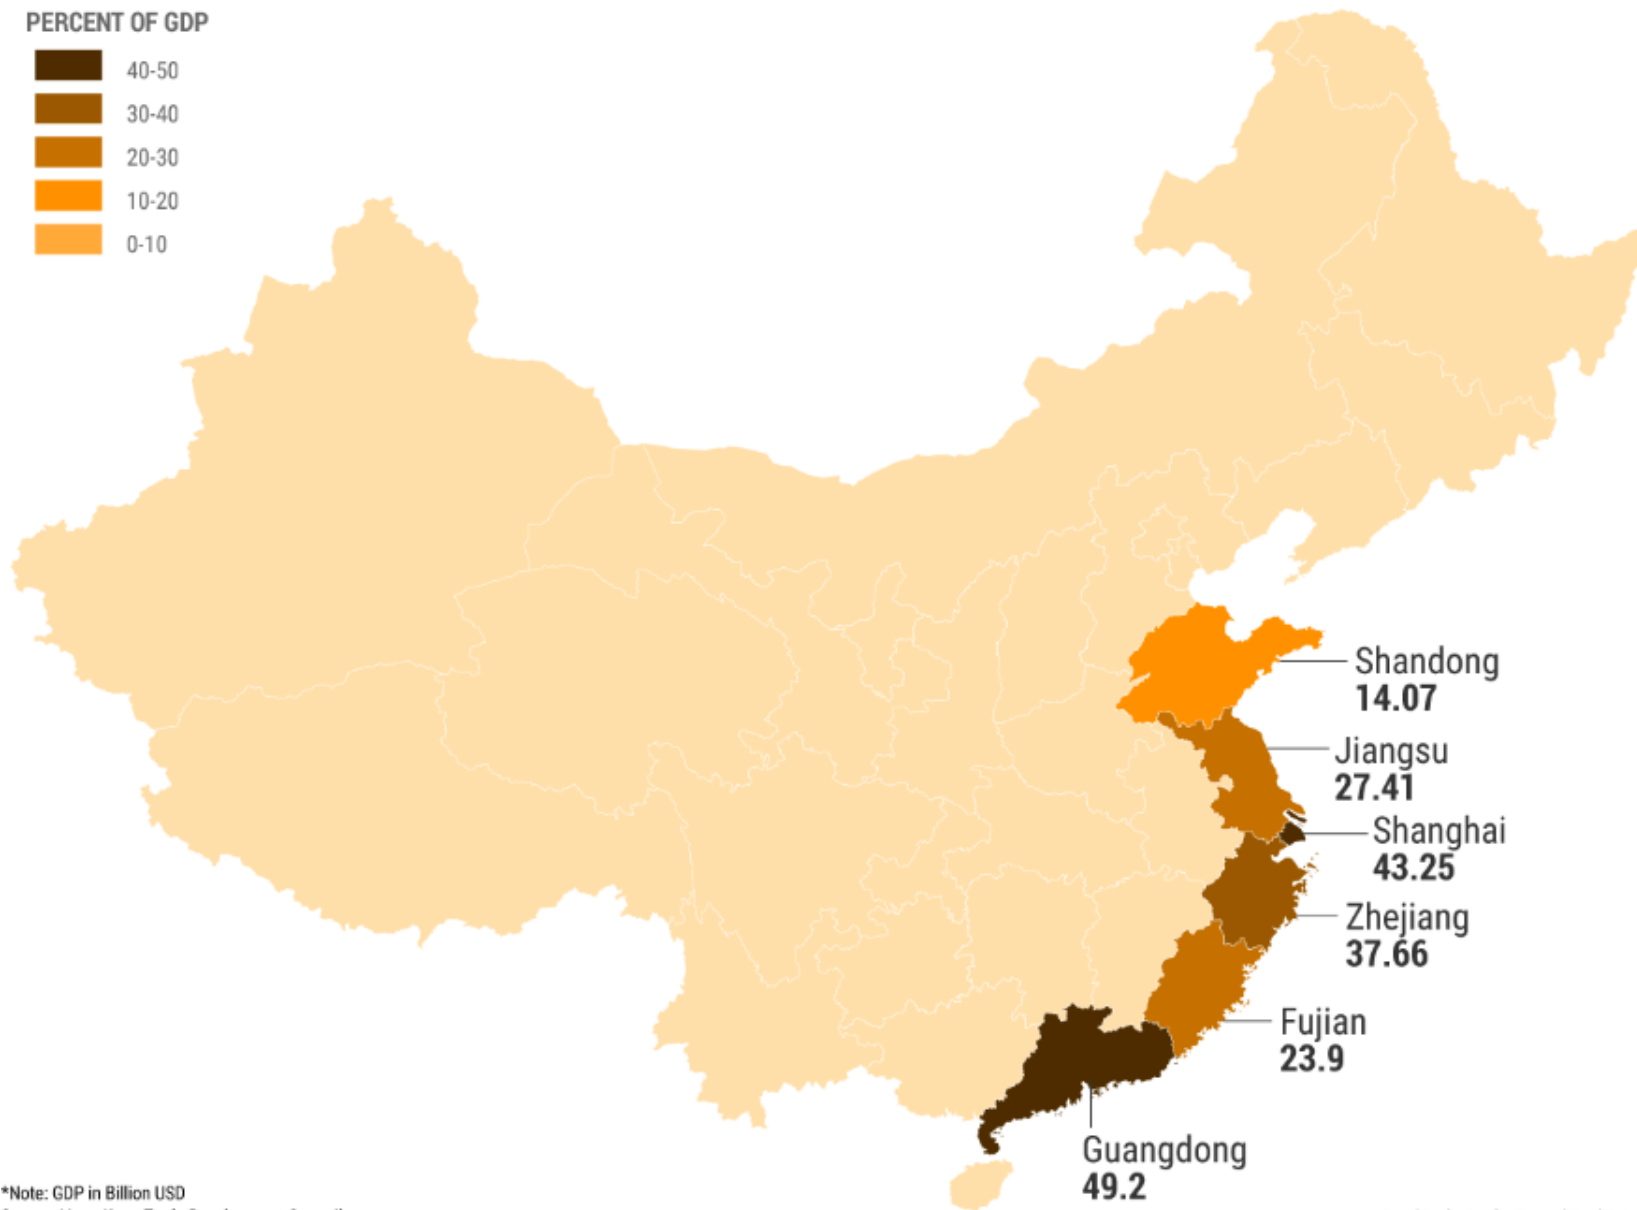 PERCENT OF GDP
40-50
30-40
20-30
10-20
0-10
Shandong
14.07
Jiangsu
27.41
Shanghai
43.25
Zhejiang
37.66
Fujian
23.9
Guangdong
49.2
*Note: GDP in Billion USD